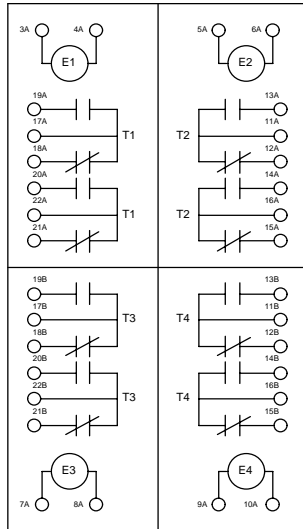 3A 4A
E1
19A
17A
18A
T1
20A
22A
21A
T1
5A 6A
E2
13A
11A
12A
T2
14A
16A
15A
T2
19B
17B
18B
T3
20B
22B
21B
T3
E3
7A 8A
13B
11B
12B
T4
14B
16B
15B
T4
E4
9A 10A